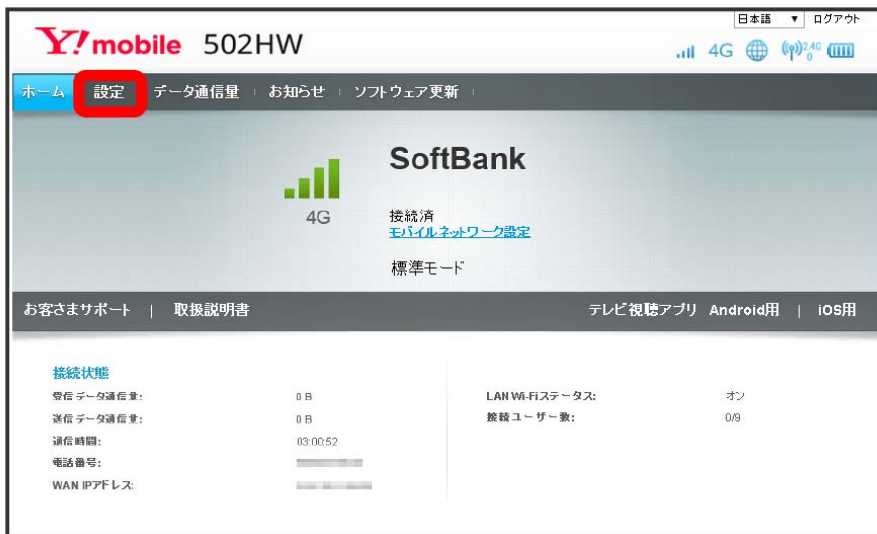 日本語 ▼ ログアウト
Y!mobile 502HW
4G 2.4G 0
ホーム 設定 データ通信量 お知らせ ソフトウェア更新
SoftBank
4G
接続済
モバイルネットワーク設定
標準モード
お客さまサポート | 取扱説明書 テレビ視聴アプリ Android用 | iOS用
接続状態
受信データ通信量: 0 B
送信データ通信量: 0 B
通信時間: 03:00:52
電話番号:
WAN IPアドレス:
LAN Wi-Fiステータス: オン
接続ユーザー数: 0/9